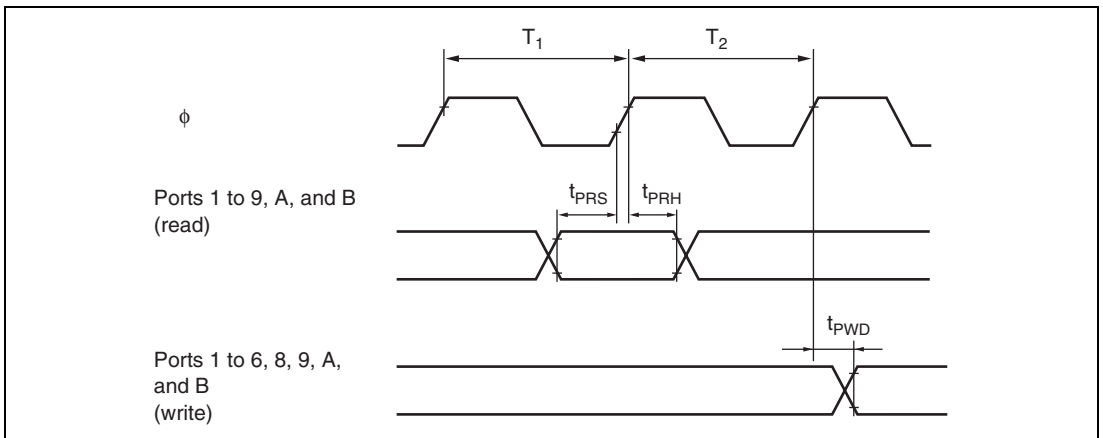 T1 T2
ϕ
Ports 1 to 9, A, and B
(read)
tPRS tPRH
Ports 1 to 6, 8, 9, A,
and B
(write)
tPWD